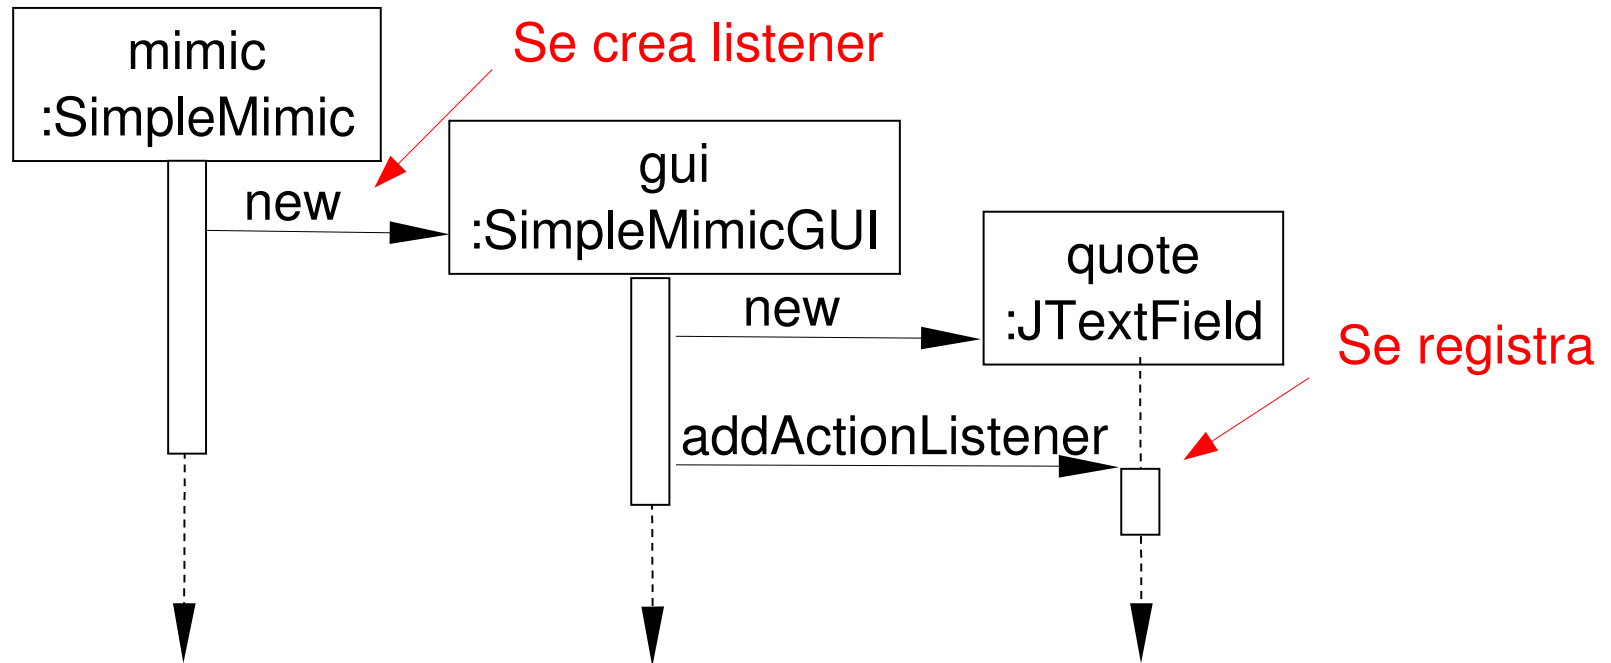 mimic
:SimpleMimic
Se crea listener
new
gui
:SimpleMimicGUI
new
quote
:JTextField
Se registra
addActionListener